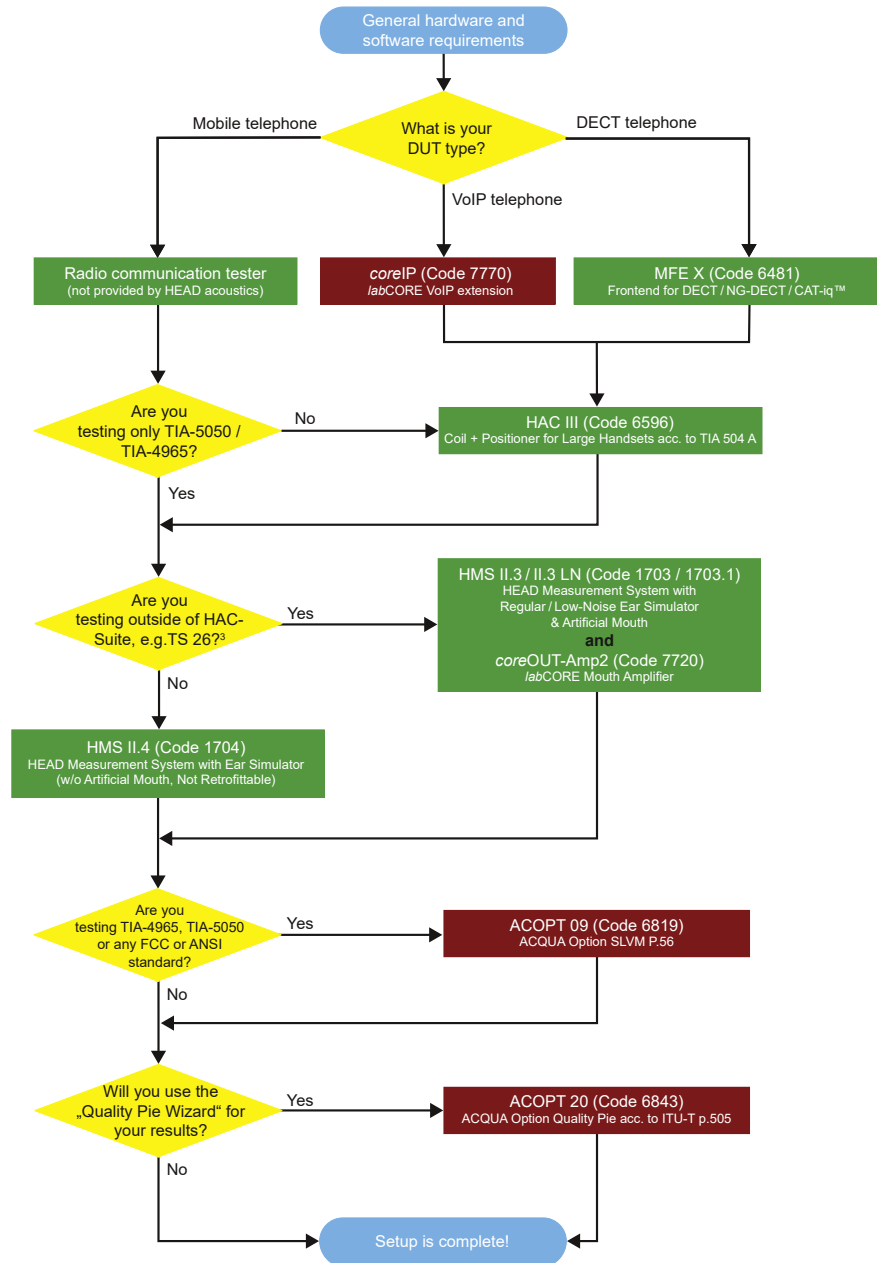 General hardware and
software requirements
Mobile telephone
What is your
DUT type?
DECT telephone
VoIP telephone
Radio communication tester
(not provided by HEAD acoustics)
coreIP (Code 7770)
labCORE VoIP extension
MFE X (Code 6481)
Frontend for DECT / NG-DECT / CAT-iq™
Are you
testing only TIA-5050 /
TIA-4965?
No
HAC III (Code 6596)
Coil + Positioner for Large Handsets acc. to TIA 504 A
Yes
Are you
testing outside of HAC-
Suite, e.g.TS 26?³
Yes
HMS II.3 / II.3 LN (Code 1703 / 1703.1)
HEAD Measurement System with
Regular / Low-Noise Ear Simulator
& Artificial Mouth
and
coreOUT-Amp2 (Code 7720)
labCORE Mouth Amplifier
No
HMS II.4 (Code 1704)
HEAD Measurement System with Ear Simulator
(w/o Artificial Mouth, Not Retrofittable)
Are you
testing TIA-4965, TIA-5050
or any FCC or ANSI
standard?
Yes
ACOPT 09 (Code 6819)
ACQUA Option SLVM P.56
No
Will you use the
„Quality Pie Wizard“ for
your results?
Yes
ACOPT 20 (Code 6843)
ACQUA Option Quality Pie acc. to ITU-T p.505
No
Setup is complete!